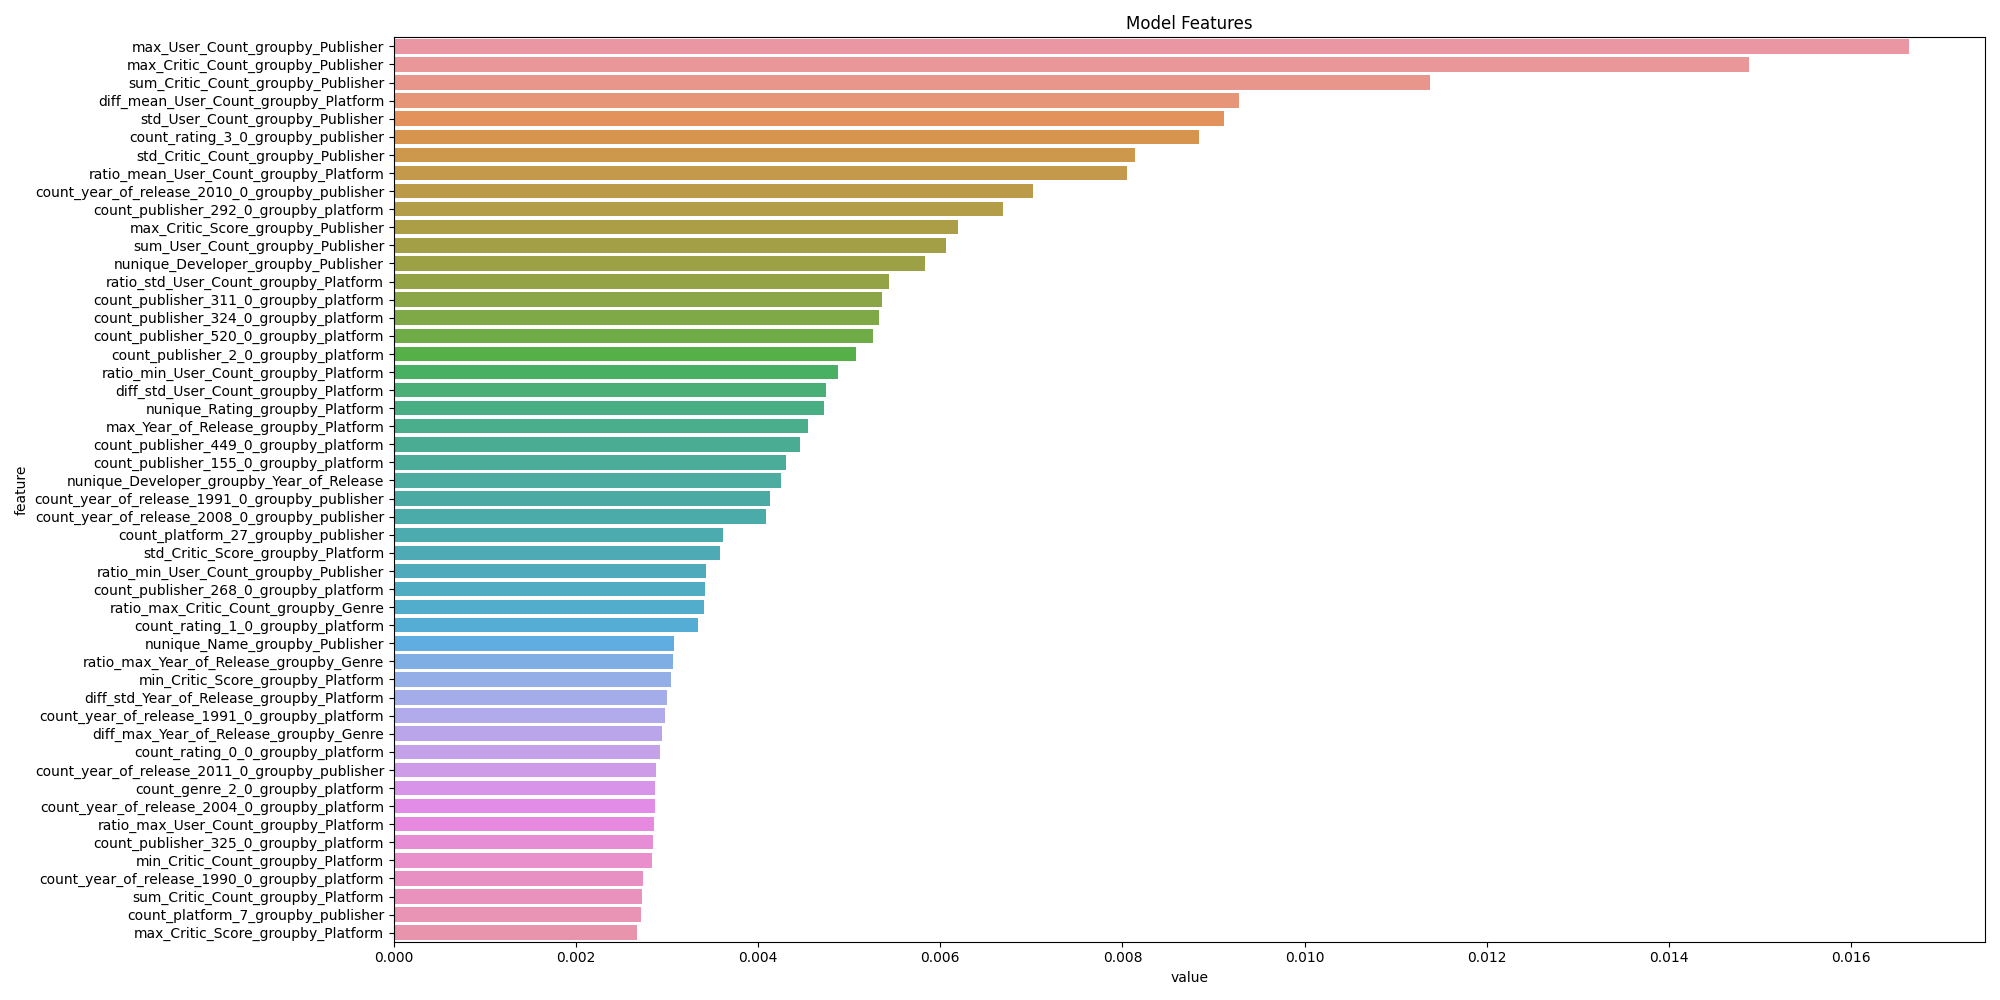 Model Features
max_User_Count_groupby_Publisher
max_Critic_Count_groupby_Publisher
sum_Critic_Count_groupby_Publisher
diff_mean_User_Count_groupby_Platform
std_User_Count_groupby_Publisher
count_rating_3_0_groupby_publisher
std_Critic_Count_groupby_Publisher
ratio_mean_User_Count_groupby_Platform
count_year_of_release_2010_0_groupby_publisher
count_publisher_292_0_groupby_platform
max_Critic_Score_groupby_Publisher
sum_User_Count_groupby_Publisher
nunique_Developer_groupby_Publisher
ratio_std_User_Count_groupby_Platform
count_publisher_311_0_groupby_platform
count_publisher_324_0_groupby_platform
count_publisher_520_0_groupby_platform
count_publisher_2_0_groupby_platform
ratio_min_User_Count_groupby_Platform
diff_std_User_Count_groupby_Platform
nunique_Rating_groupby_Platform
max_Year_of_Release_groupby_Platform
count_publisher_449_0_groupby_platform
count_publisher_155_0_groupby_platform
nunique_Developer_groupby_Year_of_Release
count_year_of_release_1991_0_groupby_publisher
count_year_of_release_2008_0_groupby_publisher
count_platform_27_groupby_publisher
std_Critic_Score_groupby_Platform
ratio_min_User_Count_groupby_Publisher
count_publisher_268_0_groupby_platform
ratio_max_Critic_Count_groupby_Genre
count_rating_1_0_groupby_platform
nunique_Name_groupby_Publisher
ratio_max_Year_of_Release_groupby_Genre
min_Critic_Score_groupby_Platform
diff_std_Year_of_Release_groupby_Platform
count_year_of_release_1991_0_groupby_platform
diff_max_Year_of_Release_groupby_Genre
count_rating_0_0_groupby_platform
count_year_of_release_2011_0_groupby_publisher
count_genre_2_0_groupby_platform
count_year_of_release_2004_0_groupby_platform
ratio_max_User_Count_groupby_Platform
count_publisher_325_0_groupby_platform
min_Critic_Count_groupby_Platform
count_year_of_release_1990_0_groupby_platform
sum_Critic_Count_groupby_Platform
count_platform_7_groupby_publisher
max_Critic_Score_groupby_Platform
feature
0.000 0.002 0.004 0.006 0.008 0.010 0.012 0.014 0.016
value